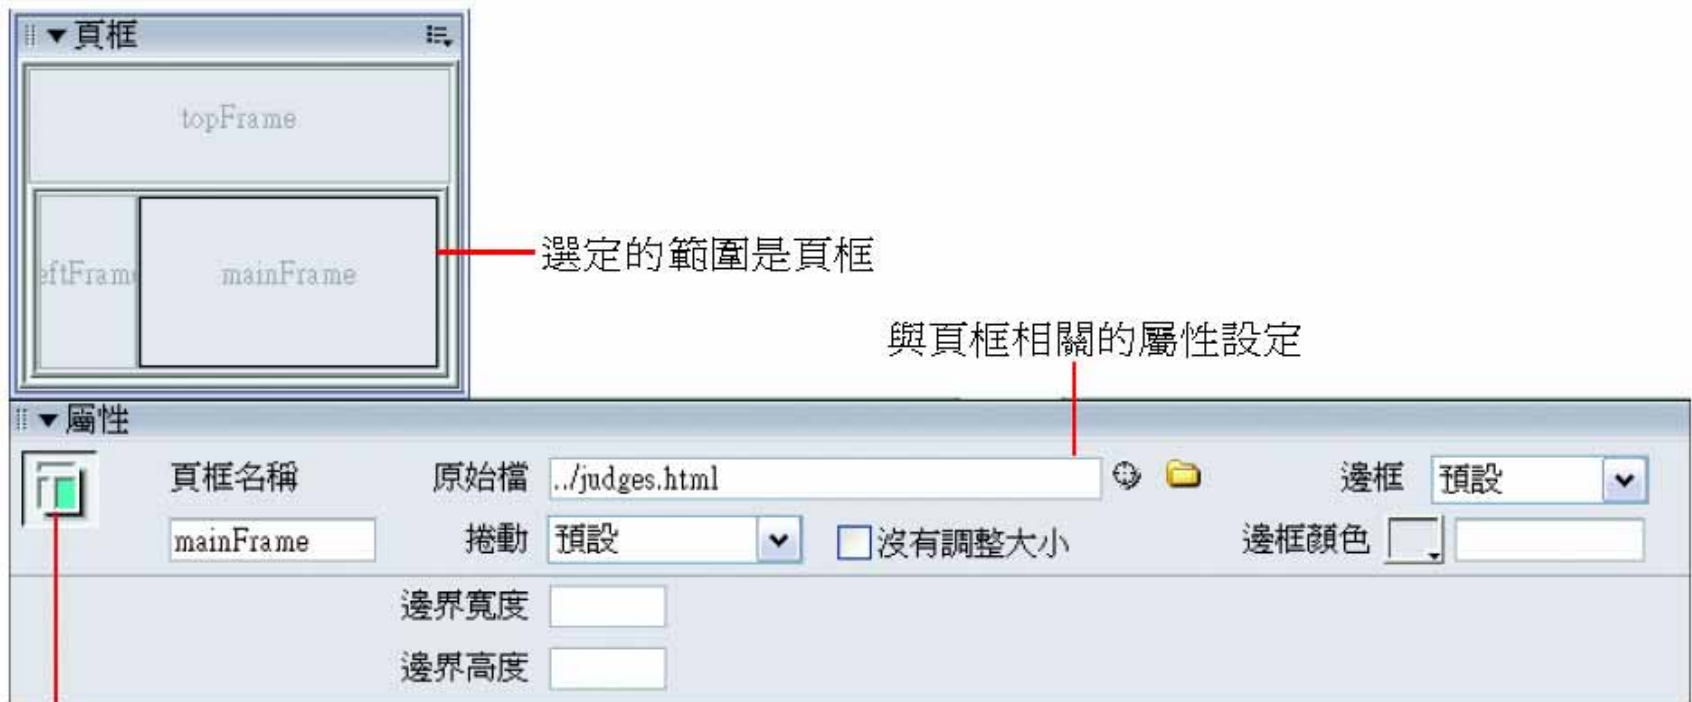 頁框
topFrame
eftFram
mainFrame
選定的範圍是頁框
與頁框相關的屬性設定
屬性
頁框名稱
原始檔
../judges.html
邊框
預設
mainFrame
捲動
預設
沒有調整大小
邊框顏色
邊界寬度
邊界高度